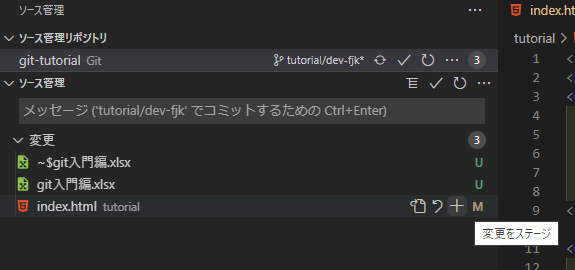 ソース管理
ソース管理リポジトリ
git-tutorial Git tutorial/dev-fjk* 3
ソース管理
メッセージ ('tutorial/dev-fjk' でコミットするための Ctrl+Enter)
変更 3
~$git入門編.xlsx U
git入門編.xlsx U
index.html tutorial M
変更をステージ
index.htm
tutorial
1 <
2 <
3 <
4
5
6
7
8
9 <
10
11 <
12